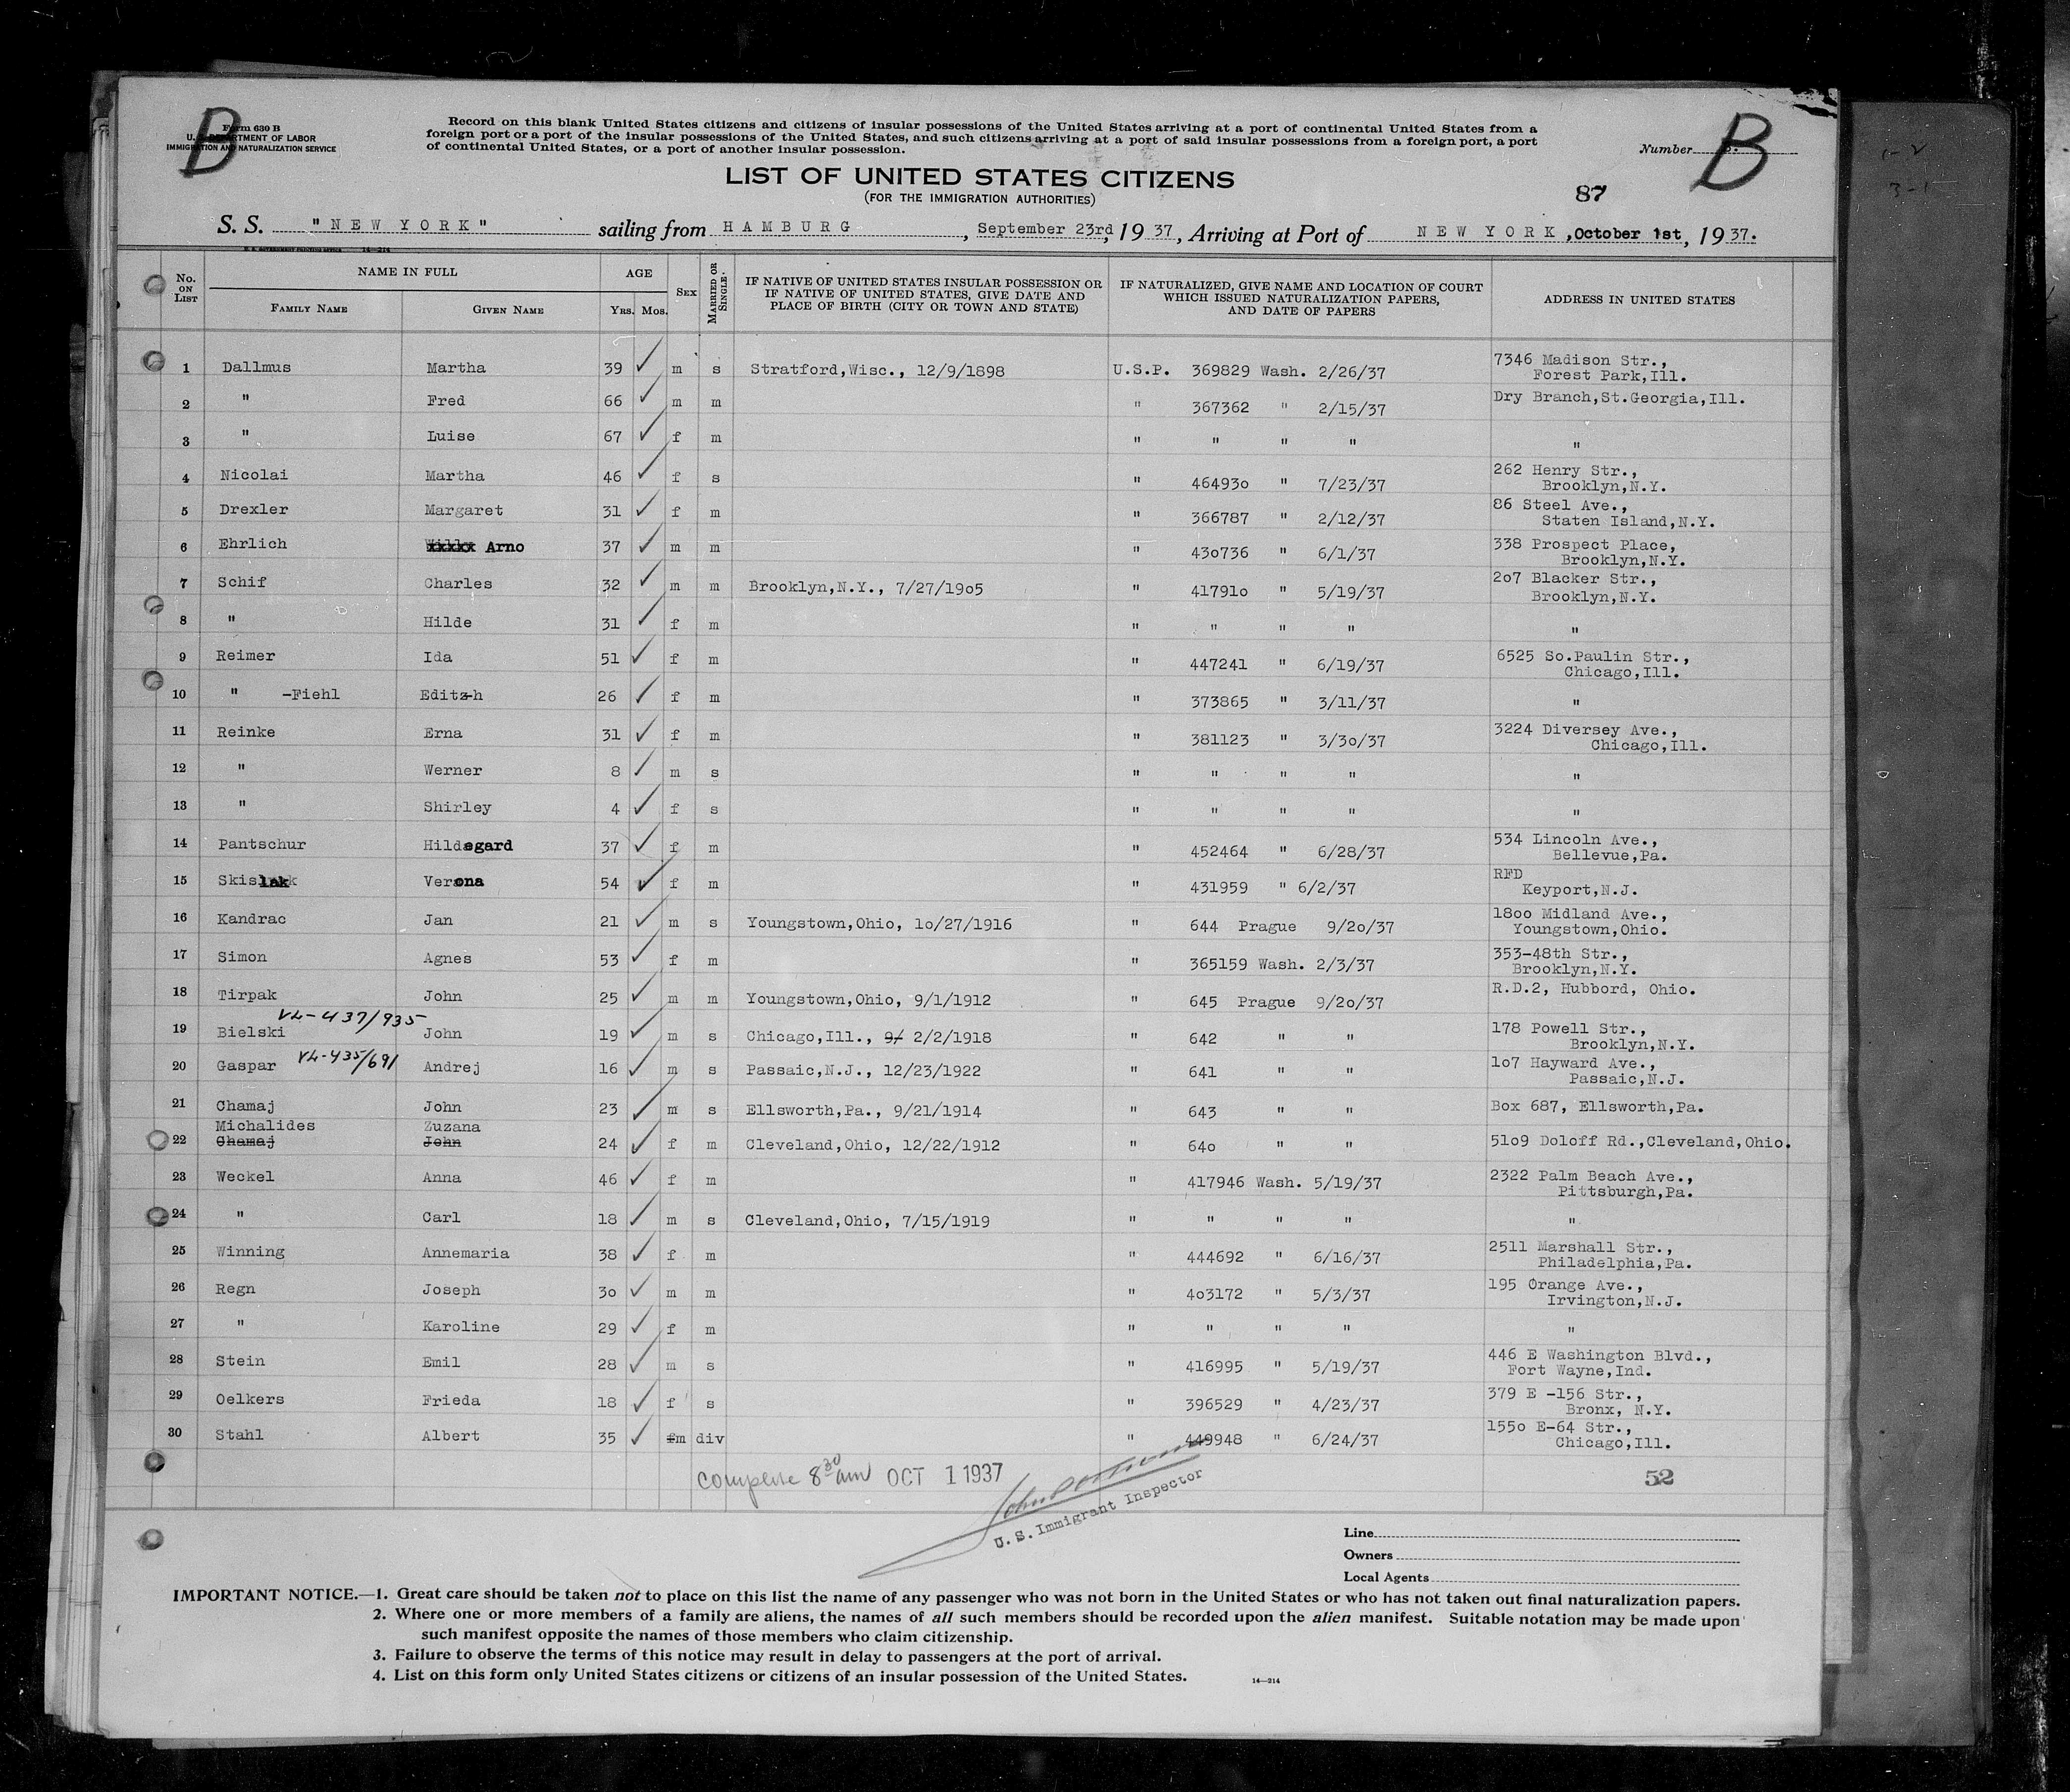 B
Form 630 B
U. S. DEPARTMENT OF LABOR
IMMIGRATION AND NATURALIZATION SERVICE
Record on this blank United States citizens and citizens of insular possessions of the United States arriving at a port of continental United States from a
foreign port or a port of the insular possessions of the United States, and such citizens arriving at a port of said insular possessions from a foreign port, a port
of continental United States, or a port of another insular possession.
Number
B
LIST OF UNITED STATES CITIZENS
(FOR THE IMMIGRATION AUTHORITIES)
87
S. S. "NEW YORK" sailing from HAMBURG, September 23rd, 1937, Arriving at Port of NEW YORK, October 1st, 1937.
U. S. GOVERNMENT PRINTING OFFICE 14—214
No. ON LIST NAME IN FULL FAMILY NAME GIVEN NAME AGE YRS. MOS. SEX MARRIED OR SINGLE. IF NATIVE OF UNITED STATES INSULAR POSSESSION OR IF NATIVE OF UNITED STATES, GIVE DATE AND PLACE OF BIRTH (CITY OR TOWN AND STATE) IF NATURALIZED, GIVE NAME AND LOCATION OF COURT WHICH ISSUED NATURALIZATION PAPERS, AND DATE OF PAPERS ADDRESS IN UNITED STATES
1 Dallmus Martha 39 m s Stratford,Wisc., 12/9/1898 U.S.P. 369829 Wash. 2/26/37 7346 Madison Str., Forest Park,Ill.
2 " Fred 66 m m " 367362 " 2/15/37 Dry Branch,St.Georgia,Ill.
3 " Luise 67 f m " " " " "
4 Nicolai Martha 46 f s " 464930 " 7/23/37 262 Henry Str., Brooklyn,N.Y.
5 Drexler Margaret 31 f m " 366787 " 2/12/37 86 Steel Ave., Staten Island,N.Y.
6 Ehrlich xxxxx Arno 37 m m " 430736 " 6/1/37 338 Prospect Place, Brooklyn,N.Y.
7 Schif Charles 32 m m Brooklyn,N.Y., 7/27/1905 " 417910 " 5/19/37 207 Blacker Str., Brooklyn,N.Y.
8 " Hilde 31 f m " " " " "
9 Reimer Ida 51 f m " 447241 " 6/19/37 6525 So.Paulin Str., Chicago,Ill.
10 " -Fiehl Editz-h 26 f m " 373865 " 3/11/37 "
11 Reinke Erna 31 f m " 381123 " 3/30/37 3224 Diversey Ave., Chicago,Ill.
12 " Werner 8 m s " " " " "
13 " Shirley 4 f s " " " " "
14 Pantschur Hildegard 37 f m " 452464 " 6/28/37 534 Lincoln Ave., Bellevue,Pa.
15 Skislak Verona 54 f m " 431959 " 6/2/37 RFD Keyport,N.J.
16 Kandrac Jan 21 m s Youngstown,Ohio, 10/27/1916 " 644 Prague 9/20/37 1800 Midland Ave., Youngstown,Ohio.
17 Simon Agnes 53 f m " 365159 Wash. 2/3/37 353-48th Str., Brooklyn,N.Y.
18 Tirpak John 25 m m Youngstown,Ohio, 9/1/1912 " 645 Prague 9/20/37 R.D.2, Hubbord, Ohio.
VL-437/935
19 Bielski John 19 m s Chicago,Ill., 9/ 2/2/1918 " 642 " " 178 Powell Str., Brooklyn,N.Y.
20 Gaspar VL-435/691 Andrej 16 m s Passaic,N.J., 12/23/1922 " 641 " " 107 Hayward Ave., Passaic,N.J.
21 Chamaj John 23 m s Ellsworth,Pa., 9/21/1914 " 643 " " Box 687, Ellsworth,Pa.
Michalides Zuzana
22 Chamaj John 24 f m Cleveland,Ohio, 12/22/1912 " 640 " " 5109 Doloff Rd.,Cleveland,Ohio.
23 Weckel Anna 46 f m " 417946 Wash. 5/19/37 2322 Palm Beach Ave., Pittsburgh,Pa.
24 " Carl 18 m s Cleveland,Ohio, 7/15/1919 " " " " "
25 Winning Annemaria 38 f m " 444692 " 6/16/37 2511 Marshall Str., Philadelphia,Pa.
26 Regn Joseph 30 m m " 403172 " 5/3/37 195 Orange Ave., Irvington,N.J.
27 " Karoline 29 f m " " " " "
28 Stein Emil 28 m s " 416995 " 5/19/37 446 E Washington Blvd., Fort Wayne,Ind.
29 Oelkers Frieda 18 f s " 396529 " 4/23/37 379 E -156 Str., Bronx, N.Y.
30 Stahl Albert 35 fm div " 449948 " 6/24/37 1550 E-64 Str., Chicago,Ill.
complete 8 30 am OCT 1 1937
52
U. S. Immigrant Inspector
Line
Owners
Local Agents
IMPORTANT NOTICE.—1. Great care should be taken not to place on this list the name of any passenger who was not born in the United States or who has not taken out final naturalization papers.
2. Where one or more members of a family are aliens, the names of all such members should be recorded upon the alien manifest. Suitable notation may be made upon
such manifest opposite the names of those members who claim citizenship.
3. Failure to observe the terms of this notice may result in delay to passengers at the port of arrival.
4. List on this form only United States citizens or citizens of an insular possession of the United States.
14—214